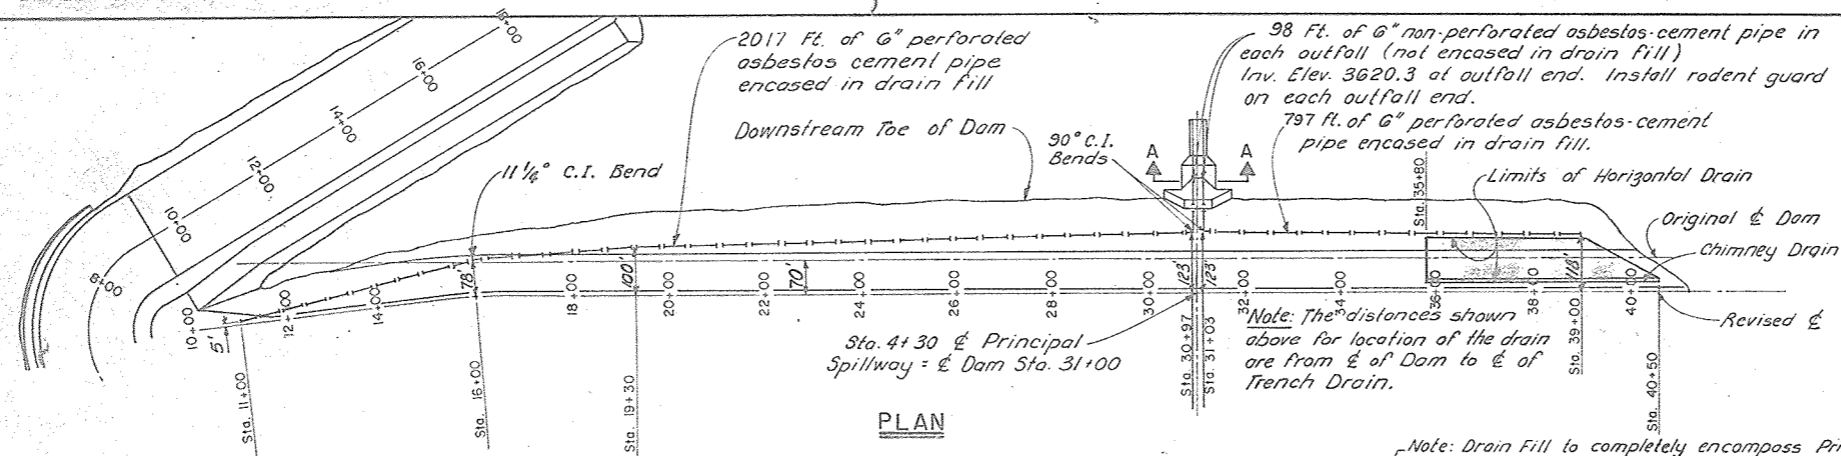 2017 Ft. of 6" perforated
asbestos cement pipe
encased in drain fill
98 Ft. of 6" non-perforated asbestos-cement pipe in
each outfall (not encased in drain fill)
Inv. Elev. 3620.3 at outfall end. Install rodent guard
on each outfall end.
797 ft. of 6" perforated asbestos-cement
pipe encased in drain fill.
Downstream Toe of Dam
90° C.I.
Bends
A
A
11 1/4° C.I. Bend
Sta. 35+80
Limits of Horizontal Drain
Original ℄ Dam
Chimney Drain
Revised ℄
18+00
16+00
14+00
12+00
10+00
8+00
10+00
5'
12+00
14+00
78'
18+00
100'
20+00
22+00
70'
24+00
26+00
28+00
30+00
123'
123'
32+00
34+00
36+00
38+00
118'
40+00
Sta. 11+00
Sta. 16+00
Sta. 19+30
Sta. 4+30 ℄ Principal
Spillway = ℄ Dam Sta. 31+00
Sta. 30+97
Sta. 31+03
Note: The distances shown
above for location of the drain
are from ℄ of Dam to ℄ of
Trench Drain.
Sta. 39+00
Sta. 40+50
PLAN
Note: Drain Fill to completely encompass Pri